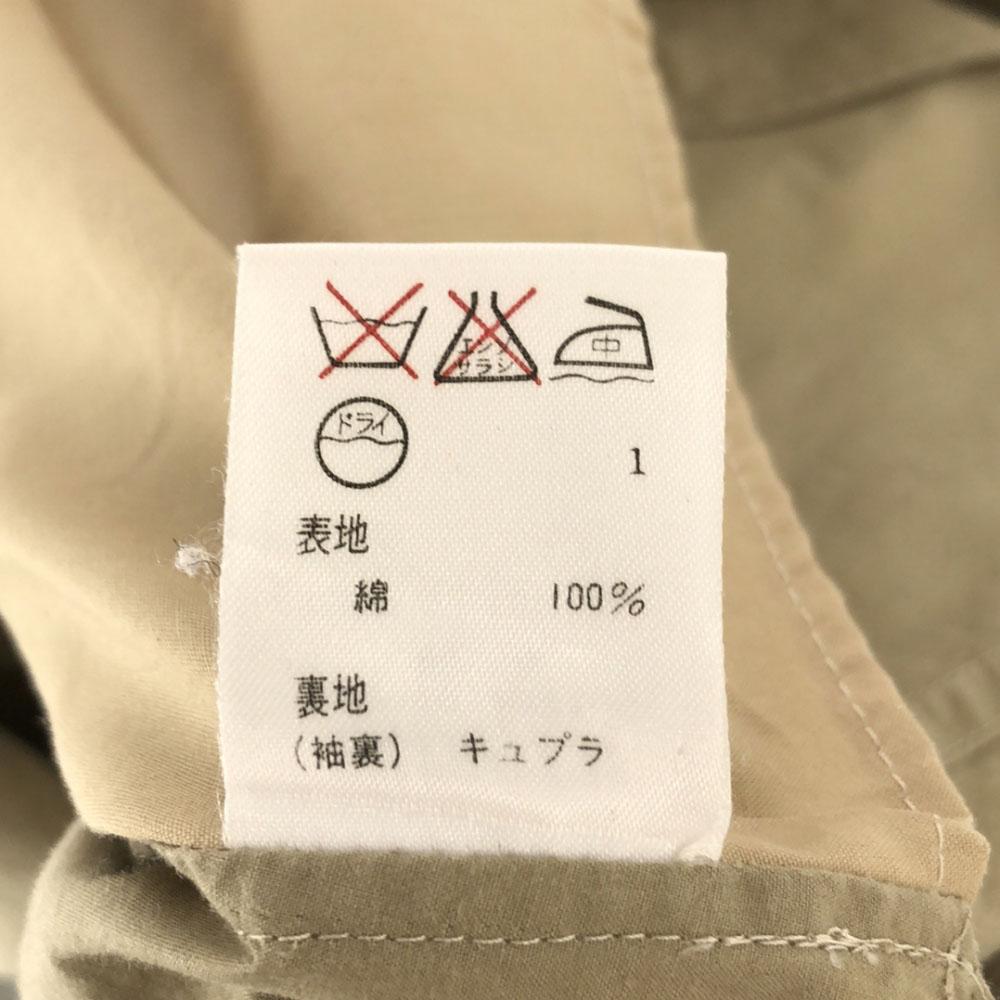 エンソ サラシ 中
ドライ
1
表地
綿 100%
裏地
(袖裏) キュプラ